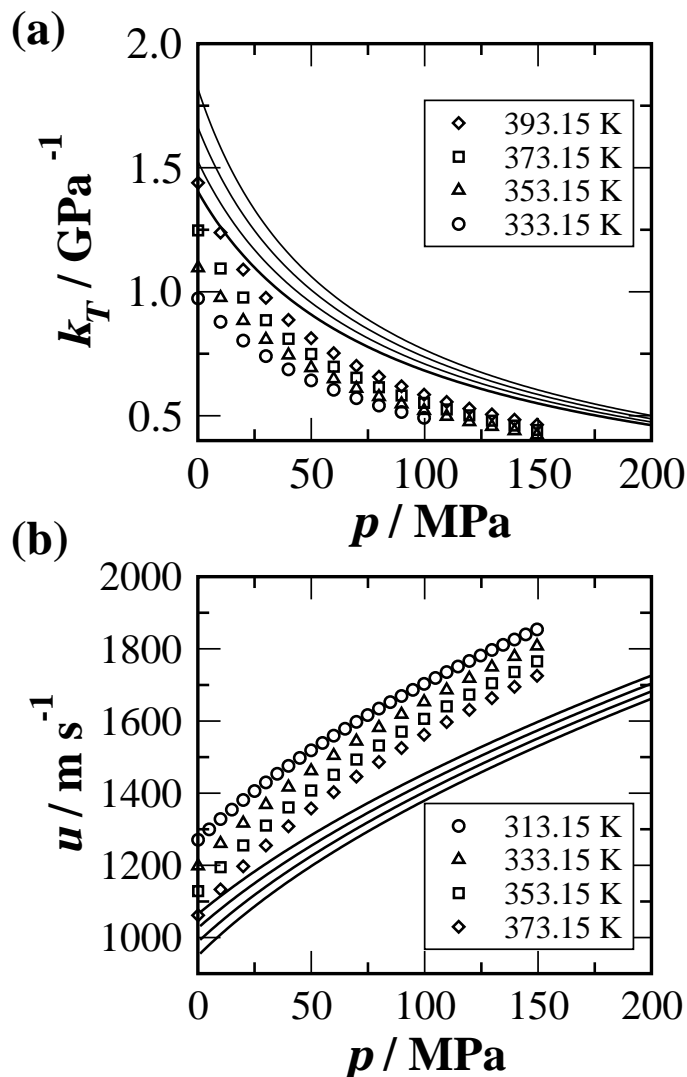 (a)
2.0
1.5
1.0
0.5
k_T / GPa^-1
393.15 K
373.15 K
353.15 K
333.15 K
0 50 100 150 200
p / MPa
(b)
2000
1800
1600
1400
1200
1000
u / m s^-1
313.15 K
333.15 K
353.15 K
373.15 K
0 50 100 150 200
p / MPa